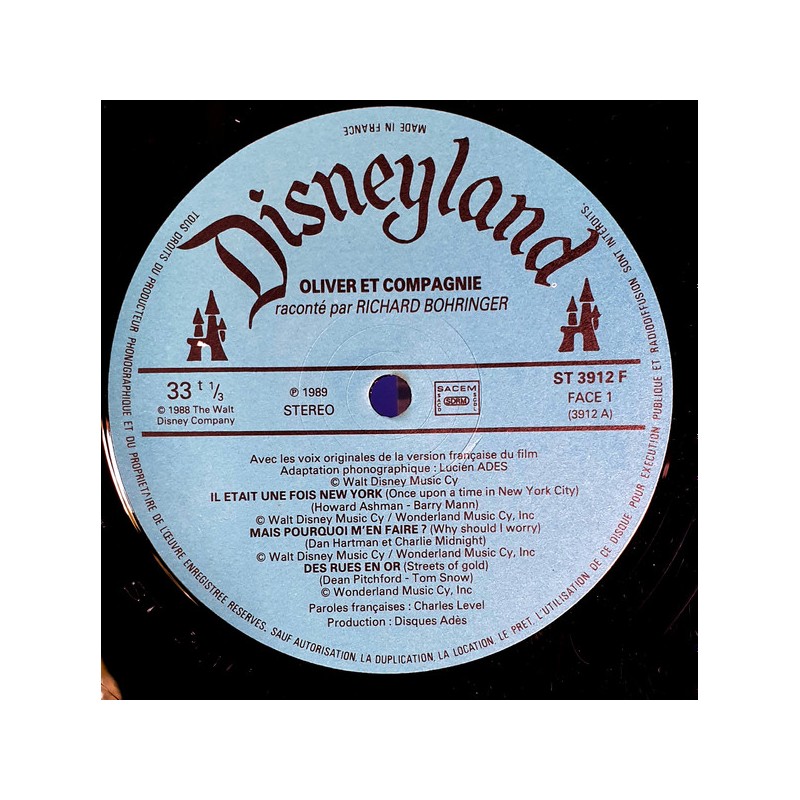 MADE IN FRANCE
Disneyland
OLIVER ET COMPAGNIE
raconté par RICHARD BOHRINGER
33 t 1/3
© 1988 The Walt
Disney Company
℗ 1989
STEREO
SACEM
SACD
SDRM
SGDL
ST 3912 F
FACE 1
(3912 A)
Avec les voix originales de la version française du film
Adaptation phonographique : Lucien ADES
© Walt Disney Music Cy
IL ETAIT UNE FOIS NEW YORK (Once upon a time in New York City)
(Howard Ashman - Barry Mann)
© Walt Disney Music Cy / Wonderland Music Cy, Inc
MAIS POURQUOI M'EN FAIRE ? (Why should I worry)
(Dan Hartman et Charlie Midnight)
© Walt Disney Music Cy / Wonderland Music Cy, Inc
DES RUES EN OR (Streets of gold)
(Dean Pitchford - Tom Snow)
© Wonderland Music Cy, Inc
Paroles françaises : Charles Level
Production : Disques Adès
TOUS DROITS DU PRODUCTEUR PHONOGRAPHIQUE ET DU PROPRIETAIRE DE L'ŒUVRE ENREGISTREE RESERVES. SAUF AUTORISATION, LA DUPLICATION, LA LOCATION, LE PRET, L'UTILISATION DE CE DISQUE POUR EXECUTION PUBLIQUE ET RADIODIFFUSION SONT INTERDITS.